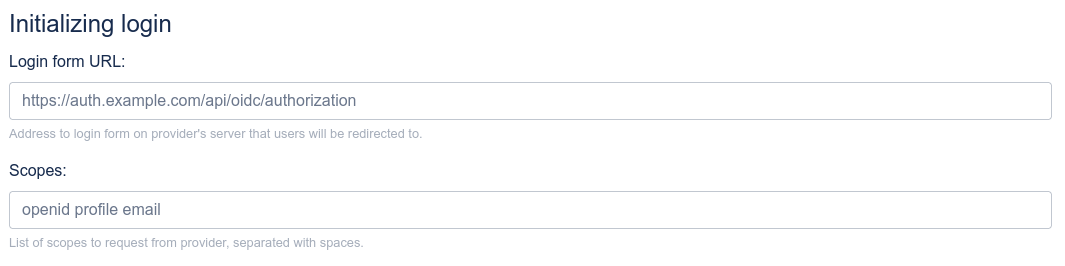 Initializing login
Login form URL:
https://auth.example.com/api/oidc/authorization
Address to login form on provider's server that users will be redirected to.
Scopes:
openid profile email
List of scopes to request from provider, separated with spaces.